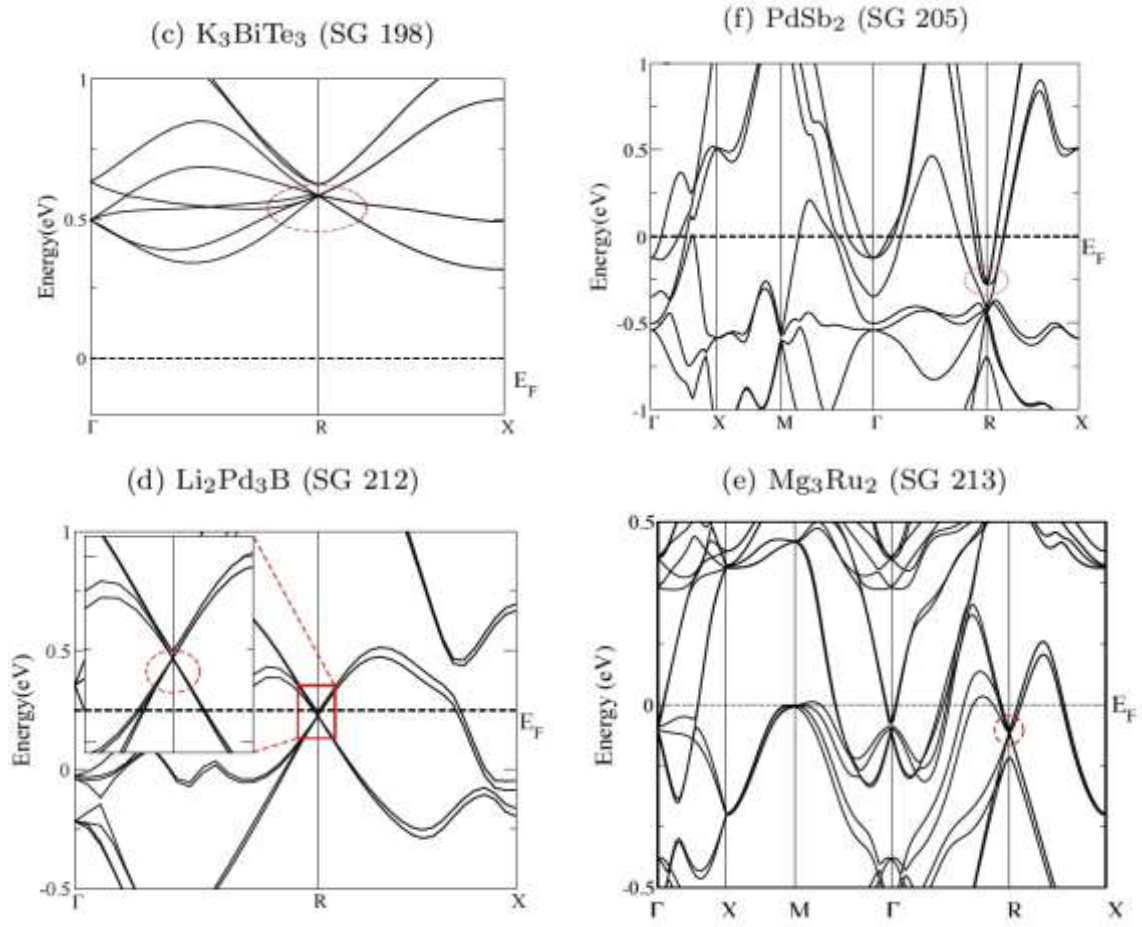 (c) K₃BiTe₃ (SG 198)
1
0.5
0
Energy(eV)
E_F
Γ
R
X
(f) PdSb₂ (SG 205)
1
0.5
0
-0.5
-1
Energy(eV)
E_F
Γ
X
M
Γ
R
X
(d) Li₂Pd₃B (SG 212)
1
0.5
0
-0.5
Energy(eV)
E_F
Γ
R
X
(e) Mg₃Ru₂ (SG 213)
0.5
0
-0.5
Energy (eV)
E_F
Γ
X
M
Γ
R
X